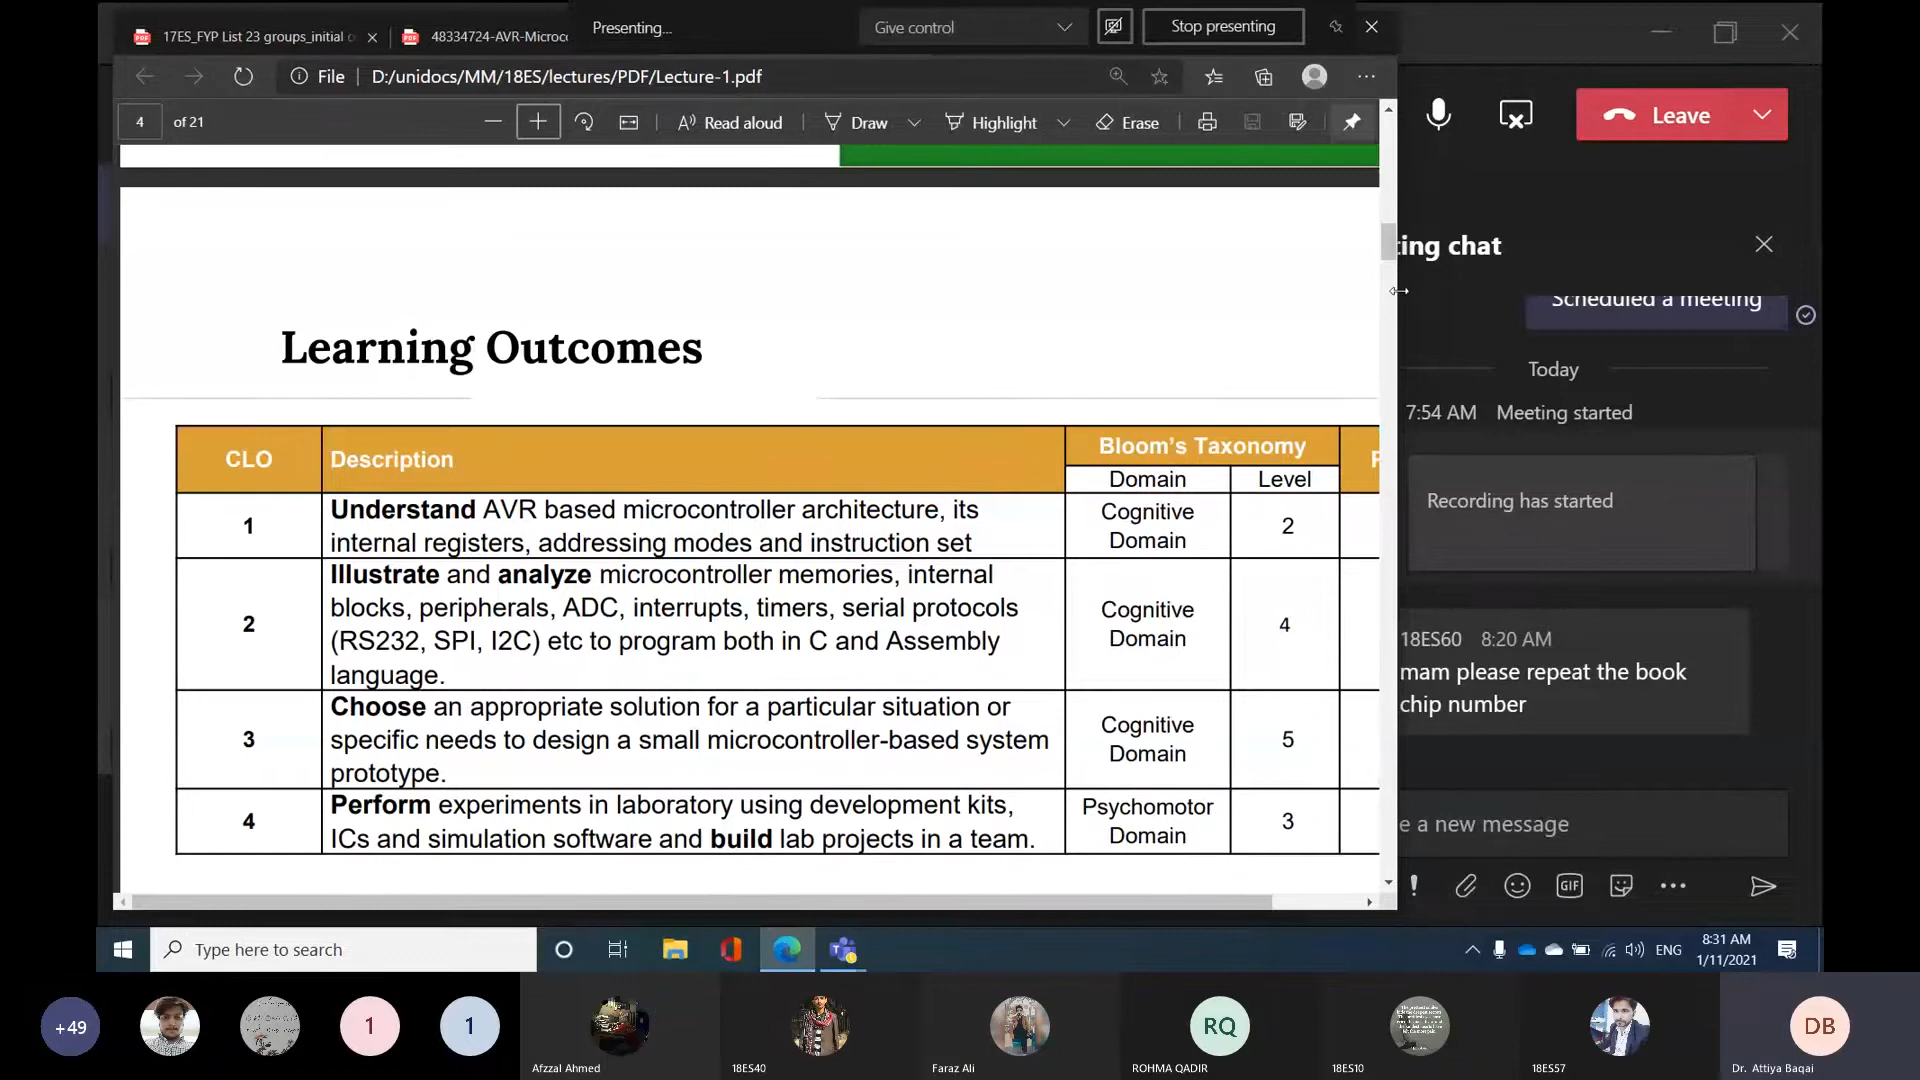 17ES_FYP List 23 groups_initial
48334724-AVR-Microco
Presenting...
Give control
Stop presenting
File
D:/unidocs/MM/18ES/lectures/PDF/Lecture-1.pdf
4 of 21
Read aloud
Draw
Highlight
Erase
Leave
Learning Outcomes
CLO
Description
Bloom's Taxonomy
Domain
Level
1
Understand AVR based microcontroller architecture, its
internal registers, addressing modes and instruction set
Cognitive
Domain
2
2
Illustrate and analyze microcontroller memories, internal
blocks, peripherals, ADC, interrupts, timers, serial protocols
(RS232, SPI, I2C) etc to program both in C and Assembly
language.
Cognitive
Domain
4
3
Choose an appropriate solution for a particular situation or
specific needs to design a small microcontroller-based system
prototype.
Cognitive
Domain
5
4
Perform experiments in laboratory using development kits,
ICs and simulation software and build lab projects in a team.
Psychomotor
Domain
3
ing chat
Scheduled a meeting
Today
7:54 AM Meeting started
Recording has started
18ES60 8:20 AM
mam please repeat the book
chip number
e a new message
GIF
Type here to search
ENG
8:31 AM
1/11/2021
+49
1
1
Afzzal Ahmed
18ES40
Faraz Ali
RQ
ROHMA QADIR
18ES10
18ES57
DB
Dr. Attiya Baqai